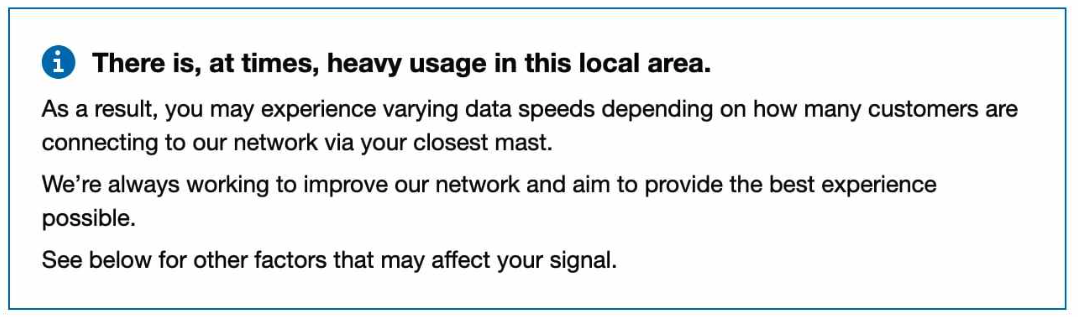 There is, at times, heavy usage in this local area.
As a result, you may experience varying data speeds depending on how many customers are
connecting to our network via your closest mast.
We’re always working to improve our network and aim to provide the best experience
possible.
See below for other factors that may affect your signal.